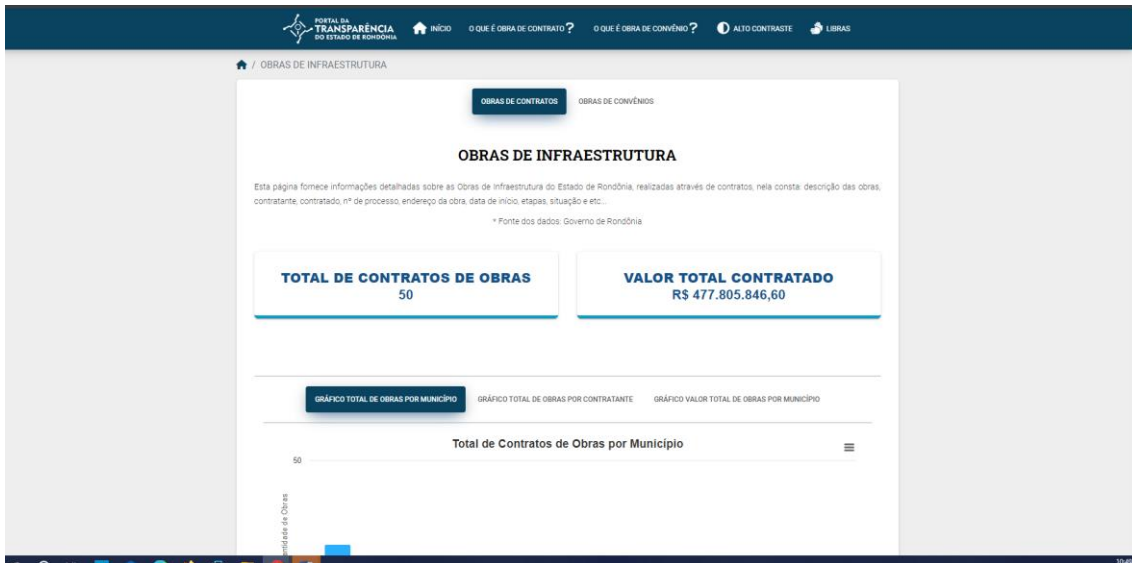 PORTAL DA
TRANSPARÊNCIA
DO ESTADO DE RONDÔNIA
INÍCIO
O QUE É OBRA DE CONTRATO ?
O QUE É OBRA DE CONVÊNIO ?
ALTO CONTRASTE
LIBRAS
/ OBRAS DE INFRAESTRUTURA
OBRAS DE CONTRATOS
OBRAS DE CONVÊNIOS
OBRAS DE INFRAESTRUTURA
Esta página fornece informações detalhadas sobre as Obras de Infraestrutura do Estado de Rondônia, realizadas através de contratos, nela consta: descrição das obras,
contratante, contratado, nº de processo, endereço da obra, data de início, etapas, situação e etc...
* Fonte dos dados: Governo de Rondônia
TOTAL DE CONTRATOS DE OBRAS
50
VALOR TOTAL CONTRATADO
R$ 477.805.846,60
GRÁFICO TOTAL DE OBRAS POR MUNICÍPIO
GRÁFICO TOTAL DE OBRAS POR CONTRATANTE
GRÁFICO VALOR TOTAL DE OBRAS POR MUNICÍPIO
Total de Contratos de Obras por Município
50
de Obras